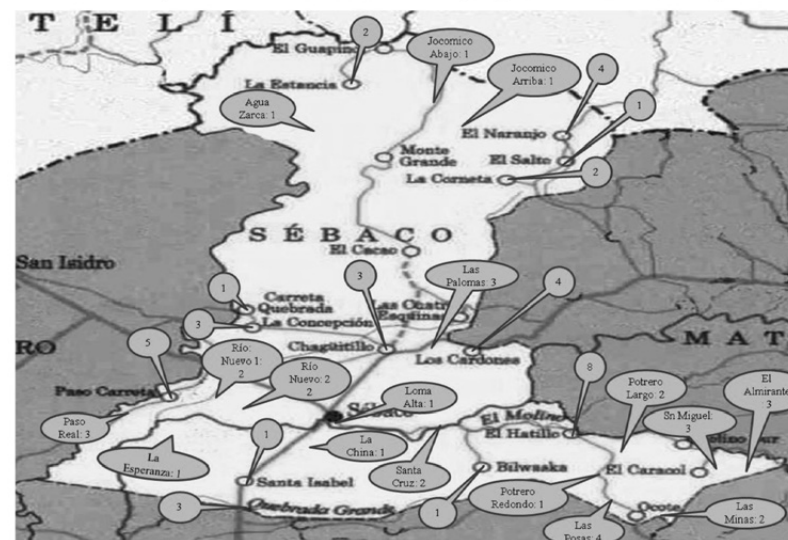 T E L Í
2
El Guapin
Jocomico
Abajo: 1
Jocomico
Arriba: 1
4
La Estancia
Agua
Zarca: 1
1
El Naranjo
Monte
Grande
El Salto
La Corneta
2
S É B A C O
El Cacao
San Isidro
3
Las
Palomas: 3
4
1
Carreta
Quebrada
Las Cuatro
Esquinas
3
La Concepción
M A T
RO
5
Río:
Nuevo 1:
2
Chagüitillo
Los Cardones
8
Río
Nuevo: 2
2
Potrero
Largo: 2
El
Almirante:
3
Paso Carreta
Loma
Alta: 1
Sn Miguel:
3
Paso
Real: 3
El Molino
El Hatillo
La
Esperanza: 1
1
La
China: 1
Santa
Cruz: 2
El Caracol
Santa Isabel
Bilwaska
Potrero
Redondo: 1
3
Quebrada Grande
1
Ocote
Las
Minas: 2
Las
Posas: 4